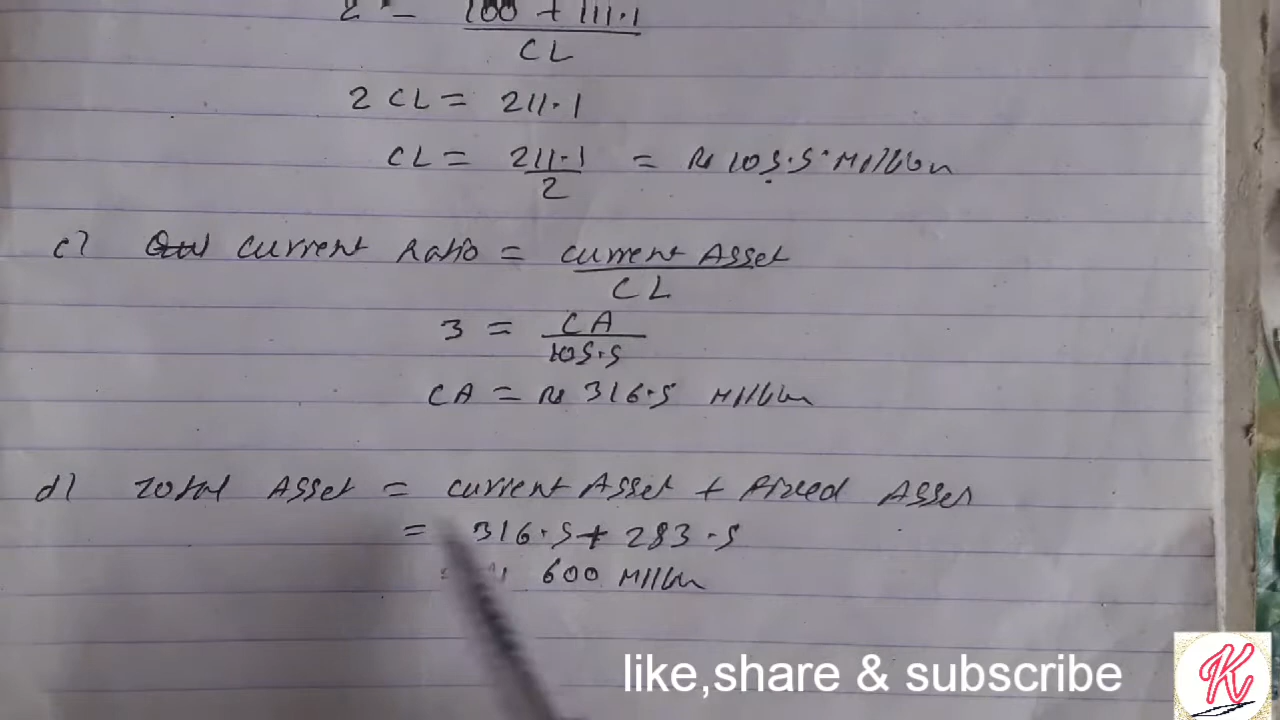 2 = 100 + 111.1
CL
2 CL = 211.1
CL = 211.1 = Rs 105.5 Million
2
c) Current Ratio = Current Asset
CL
3 = CA
105.5
CA = Rs 316.5 Million
d) Total Asset = Current Asset + Fixed Asset
= 316.5 + 283.5
= 600 Million
like,share & subscribe
K